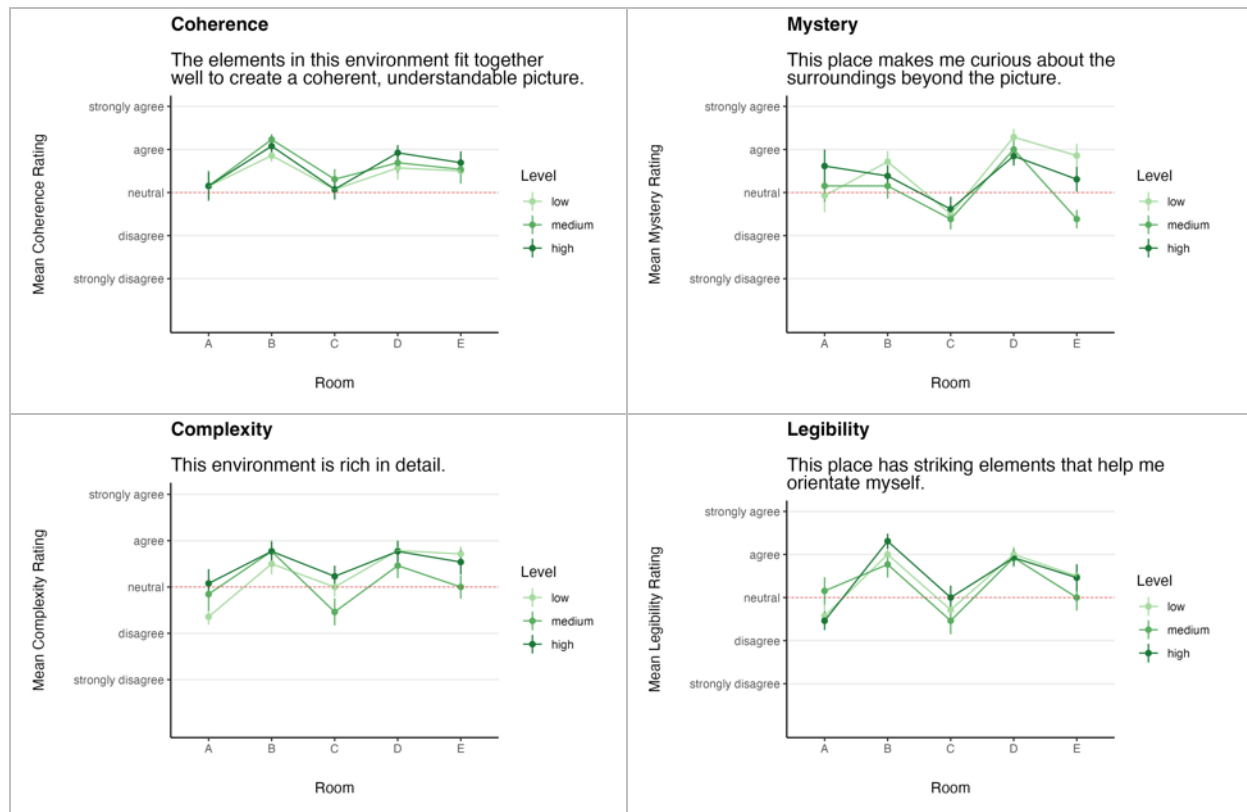 Coherence
The elements in this environment fit together
well to create a coherent, understandable picture.
Mean Coherence Rating
strongly agree
agree
neutral
disagree
strongly disagree
A B C D E
Room
Level
low
medium
high
Mystery
This place makes me curious about the
surroundings beyond the picture.
Mean Mystery Rating
strongly agree
agree
neutral
disagree
strongly disagree
A B C D E
Room
Level
low
medium
high
Complexity
This environment is rich in detail.
Mean Complexity Rating
strongly agree
agree
neutral
disagree
strongly disagree
A B C D E
Room
Level
low
medium
high
Legibility
This place has striking elements that help me
orientate myself.
Mean Legibility Rating
strongly agree
agree
neutral
disagree
strongly disagree
A B C D E
Room
Level
low
medium
high